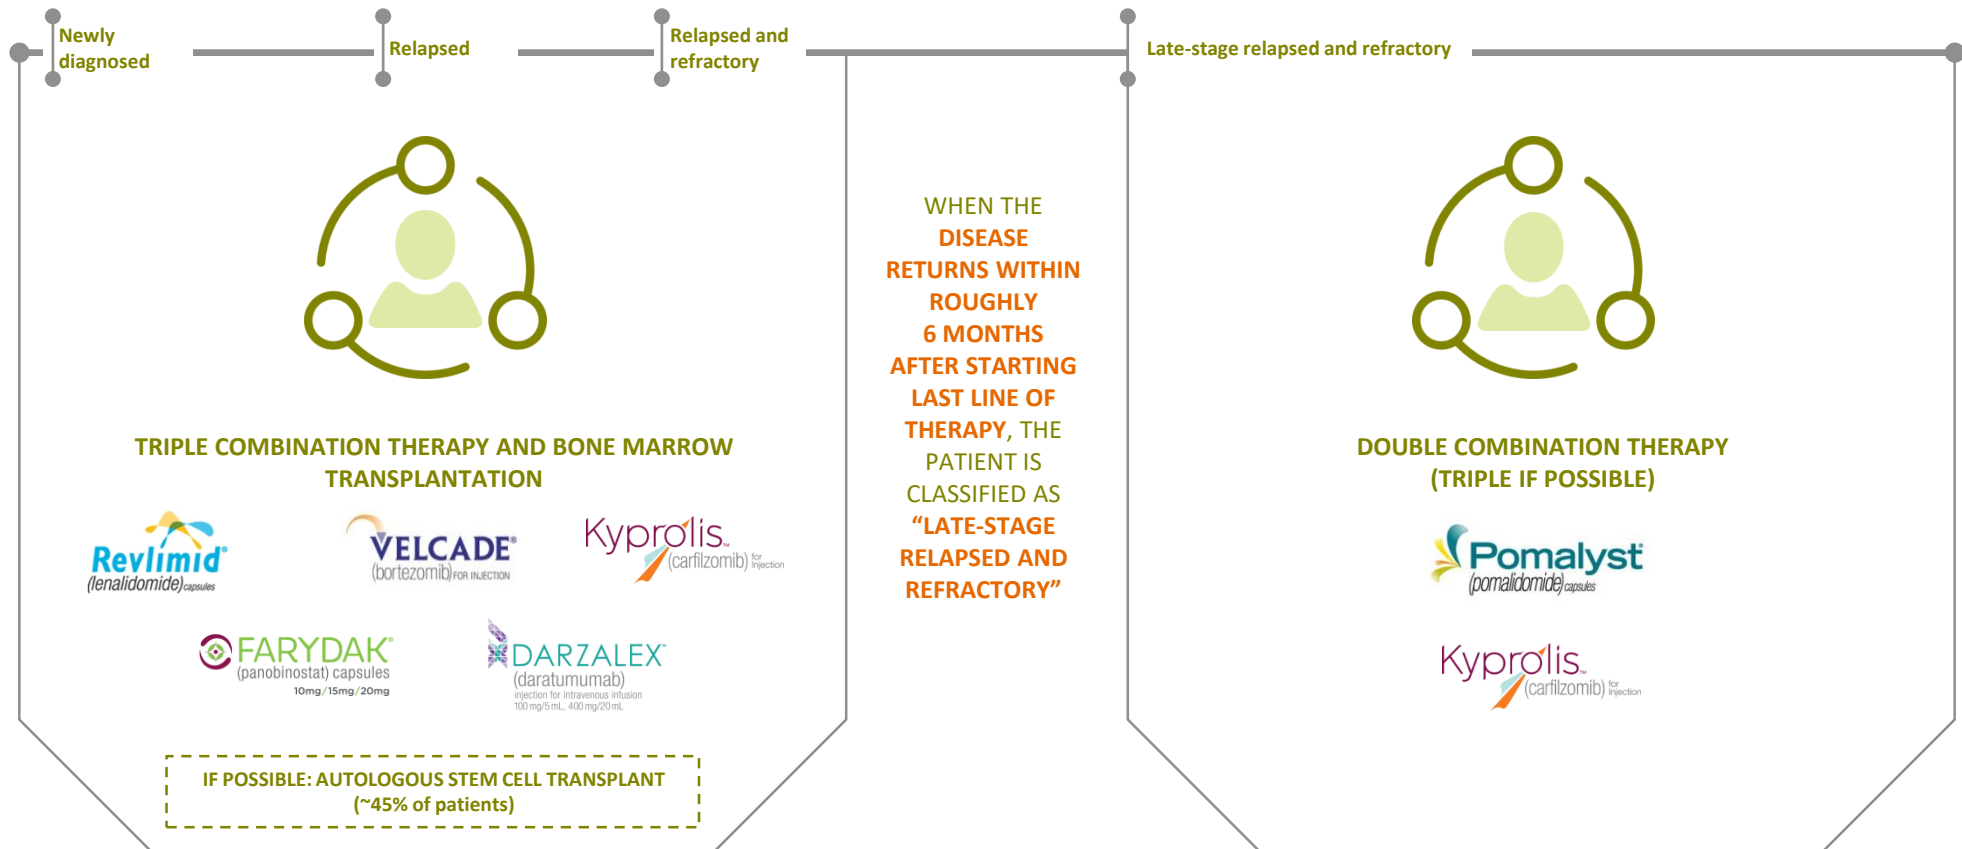 Newly
diagnosed
Relapsed
Relapsed and
refractory
Late-stage relapsed and refractory
TRIPLE COMBINATION THERAPY AND BONE MARROW
TRANSPLANTATION
Revlimid®
(lenalidomide) capsules
VELCADE®
(bortezomib) FOR INJECTION
Kyprolis™
(carfilzomib) for Injection
FARYDAK®
(panobinostat) capsules
10mg/15mg/20mg
DARZALEX™
(daratumumab)
injection for intravenous infusion
100 mg/5 mL, 400 mg/20 mL
IF POSSIBLE: AUTOLOGOUS STEM CELL TRANSPLANT
(~45% of patients)
WHEN THE
DISEASE
RETURNS WITHIN
ROUGHLY
6 MONTHS
AFTER STARTING
LAST LINE OF
THERAPY, THE
PATIENT IS
CLASSIFIED AS
“LATE-STAGE
RELAPSED AND
REFRACTORY”
DOUBLE COMBINATION THERAPY
(TRIPLE IF POSSIBLE)
Pomalyst®
(pomalidomide) capsules
Kyprolis™
(carfilzomib) for Injection